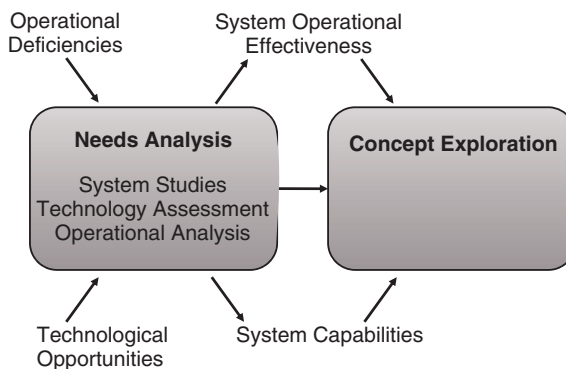 Operational
Deficiencies
System Operational
Effectiveness
Needs Analysis
System Studies
Technology Assessment
Operational Analysis
Concept Exploration
Technological
Opportunities
System Capabilities